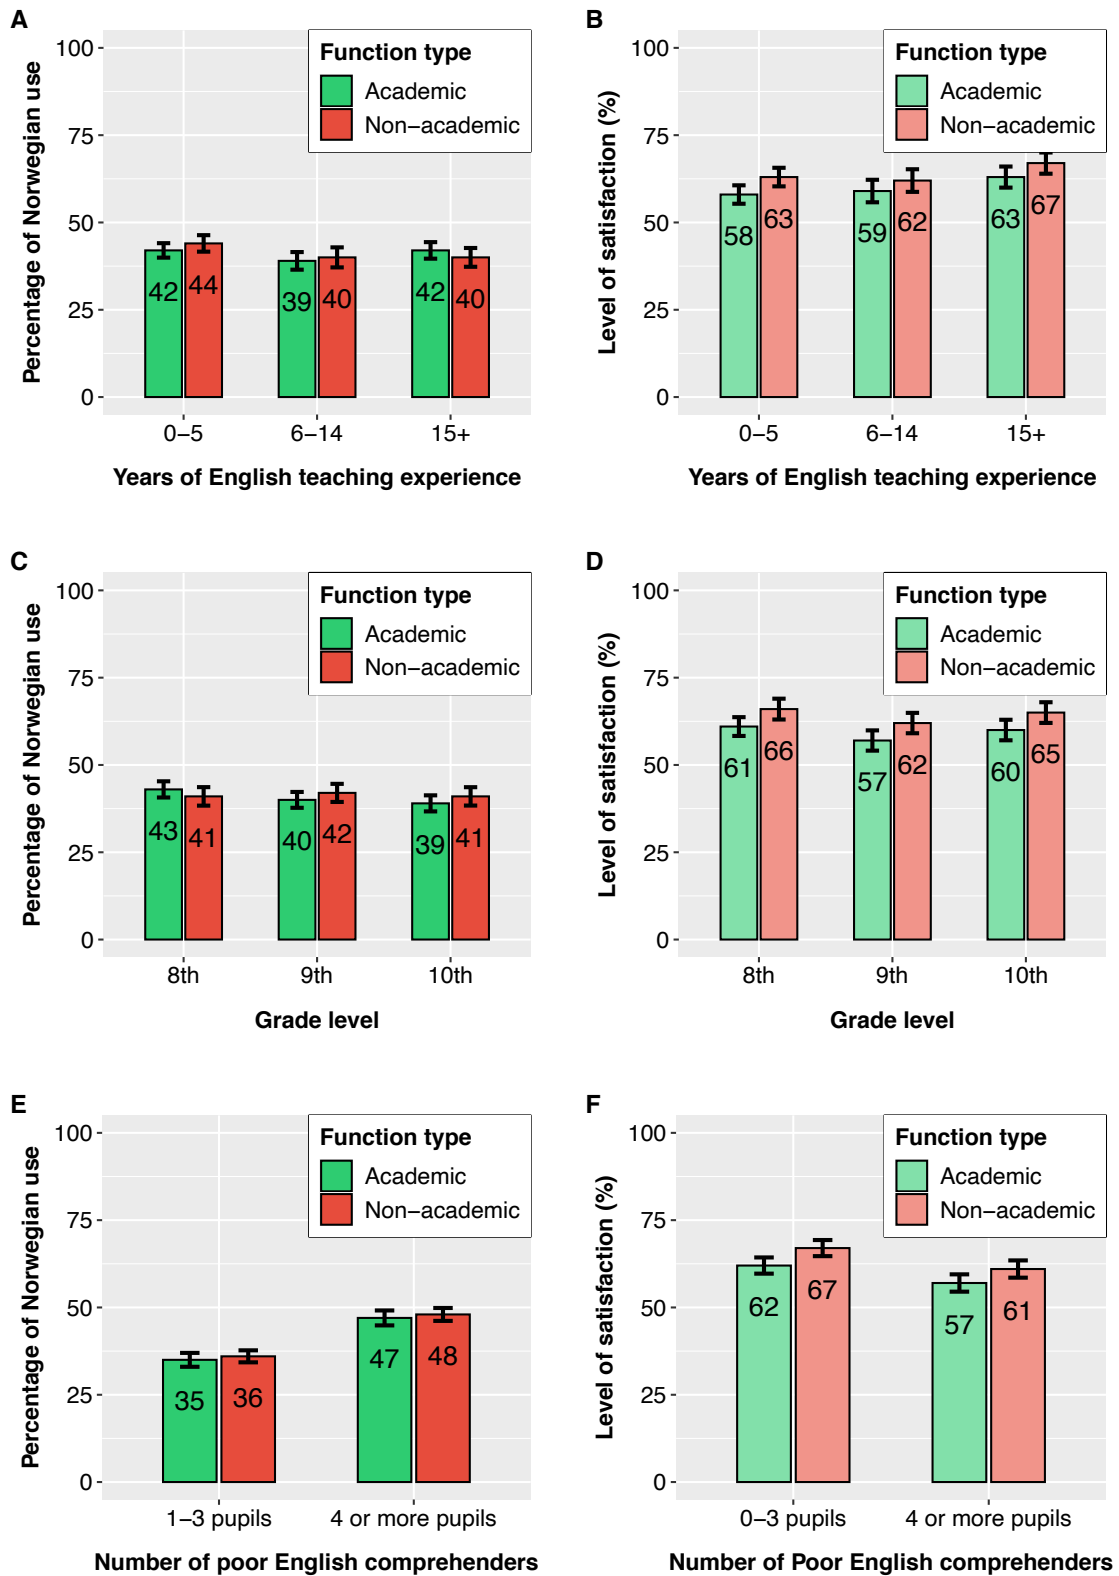 A
Percentage of Norwegian use
100
75
50
25
0
Function type
Academic
Non−academic
42
44
39
40
42
40
0−5
6−14
15+
Years of English teaching experience
B
Level of satisfaction (%)
100
75
50
25
0
Function type
Academic
Non−academic
58
63
59
62
63
67
0−5
6−14
15+
Years of English teaching experience
C
Percentage of Norwegian use
100
75
50
25
0
Function type
Academic
Non−academic
43
41
40
42
39
41
8th
9th
10th
Grade level
D
Level of satisfaction (%)
100
75
50
25
0
Function type
Academic
Non−academic
61
66
57
62
60
65
8th
9th
10th
Grade level
E
Percentage of Norwegian use
100
75
50
25
0
Function type
Academic
Non−academic
35
36
47
48
1−3 pupils
4 or more pupils
Number of poor English comprehenders
F
Level of satisfaction (%)
100
75
50
25
0
Function type
Academic
Non−academic
62
67
57
61
0−3 pupils
4 or more pupils
Number of Poor English comprehenders